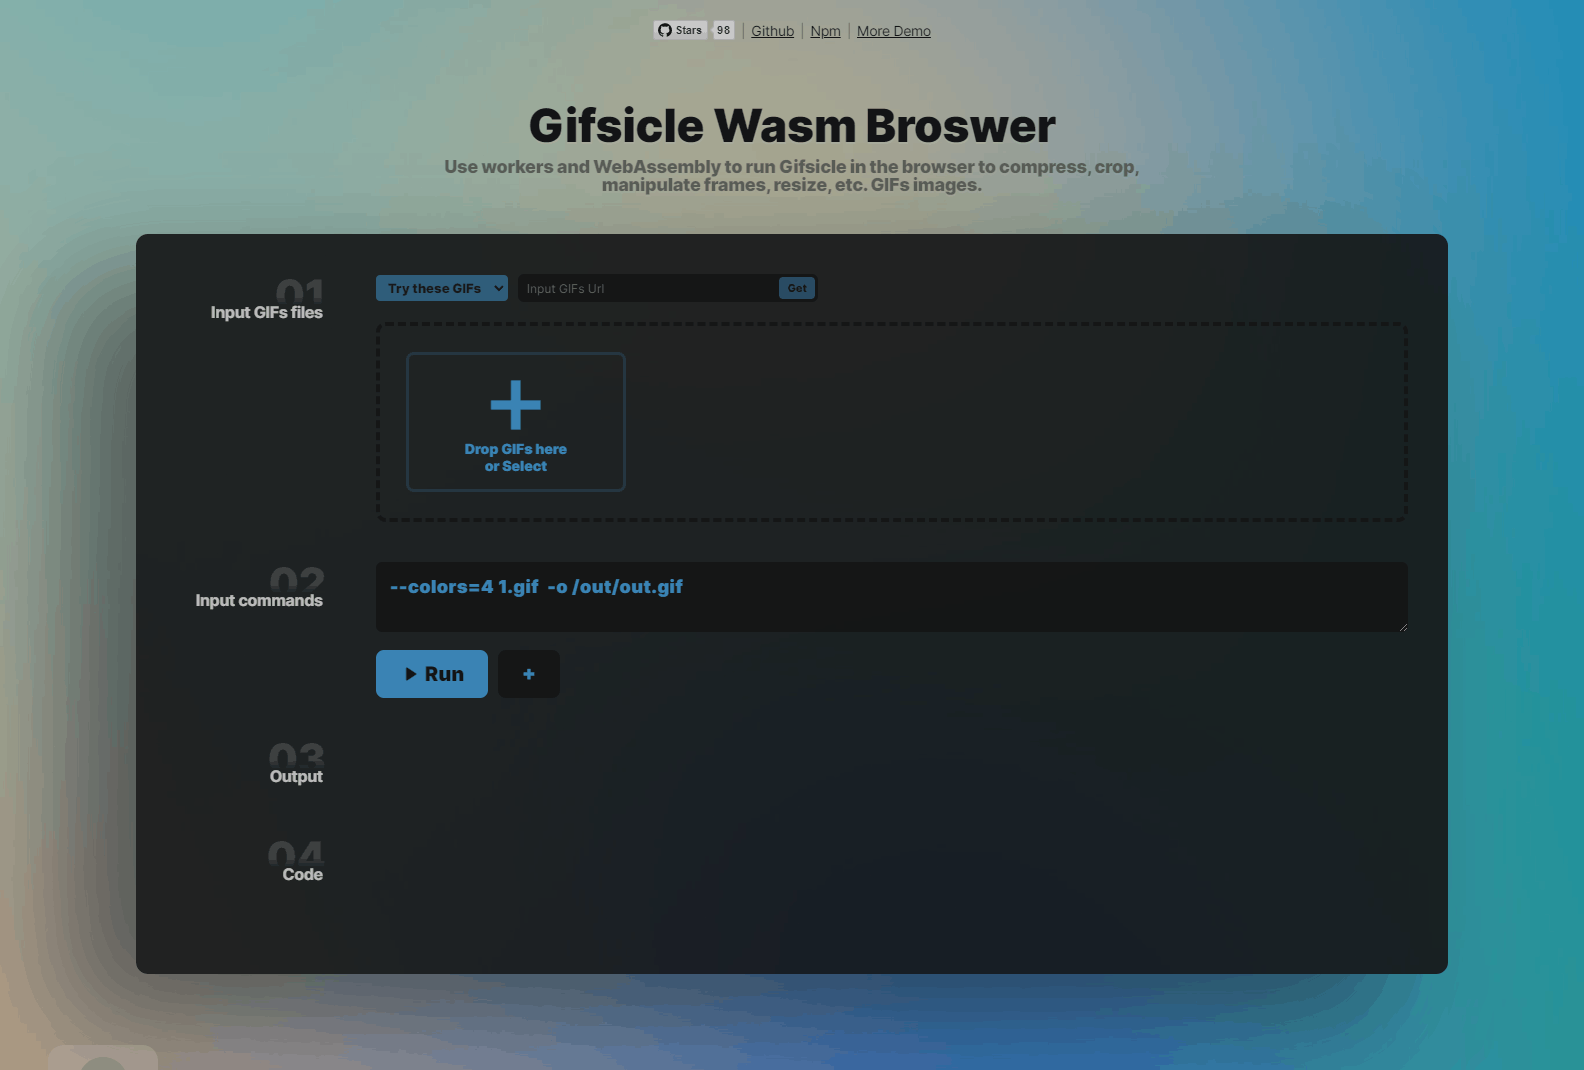 Stars 98 | Github | Npm | More Demo
Gifsicle Wasm Broswer
Use workers and WebAssembly to run Gifsicle in the browser to compress, crop,
manipulate frames, resize, etc. GIFs images.
01
Input GIFs files
Try these GIFs
Input GIFs Url
Get
Drop GIFs here
or Select
02
Input commands
--colors=4 1.gif  -o /out/out.gif
Run
+
03
Output
04
Code